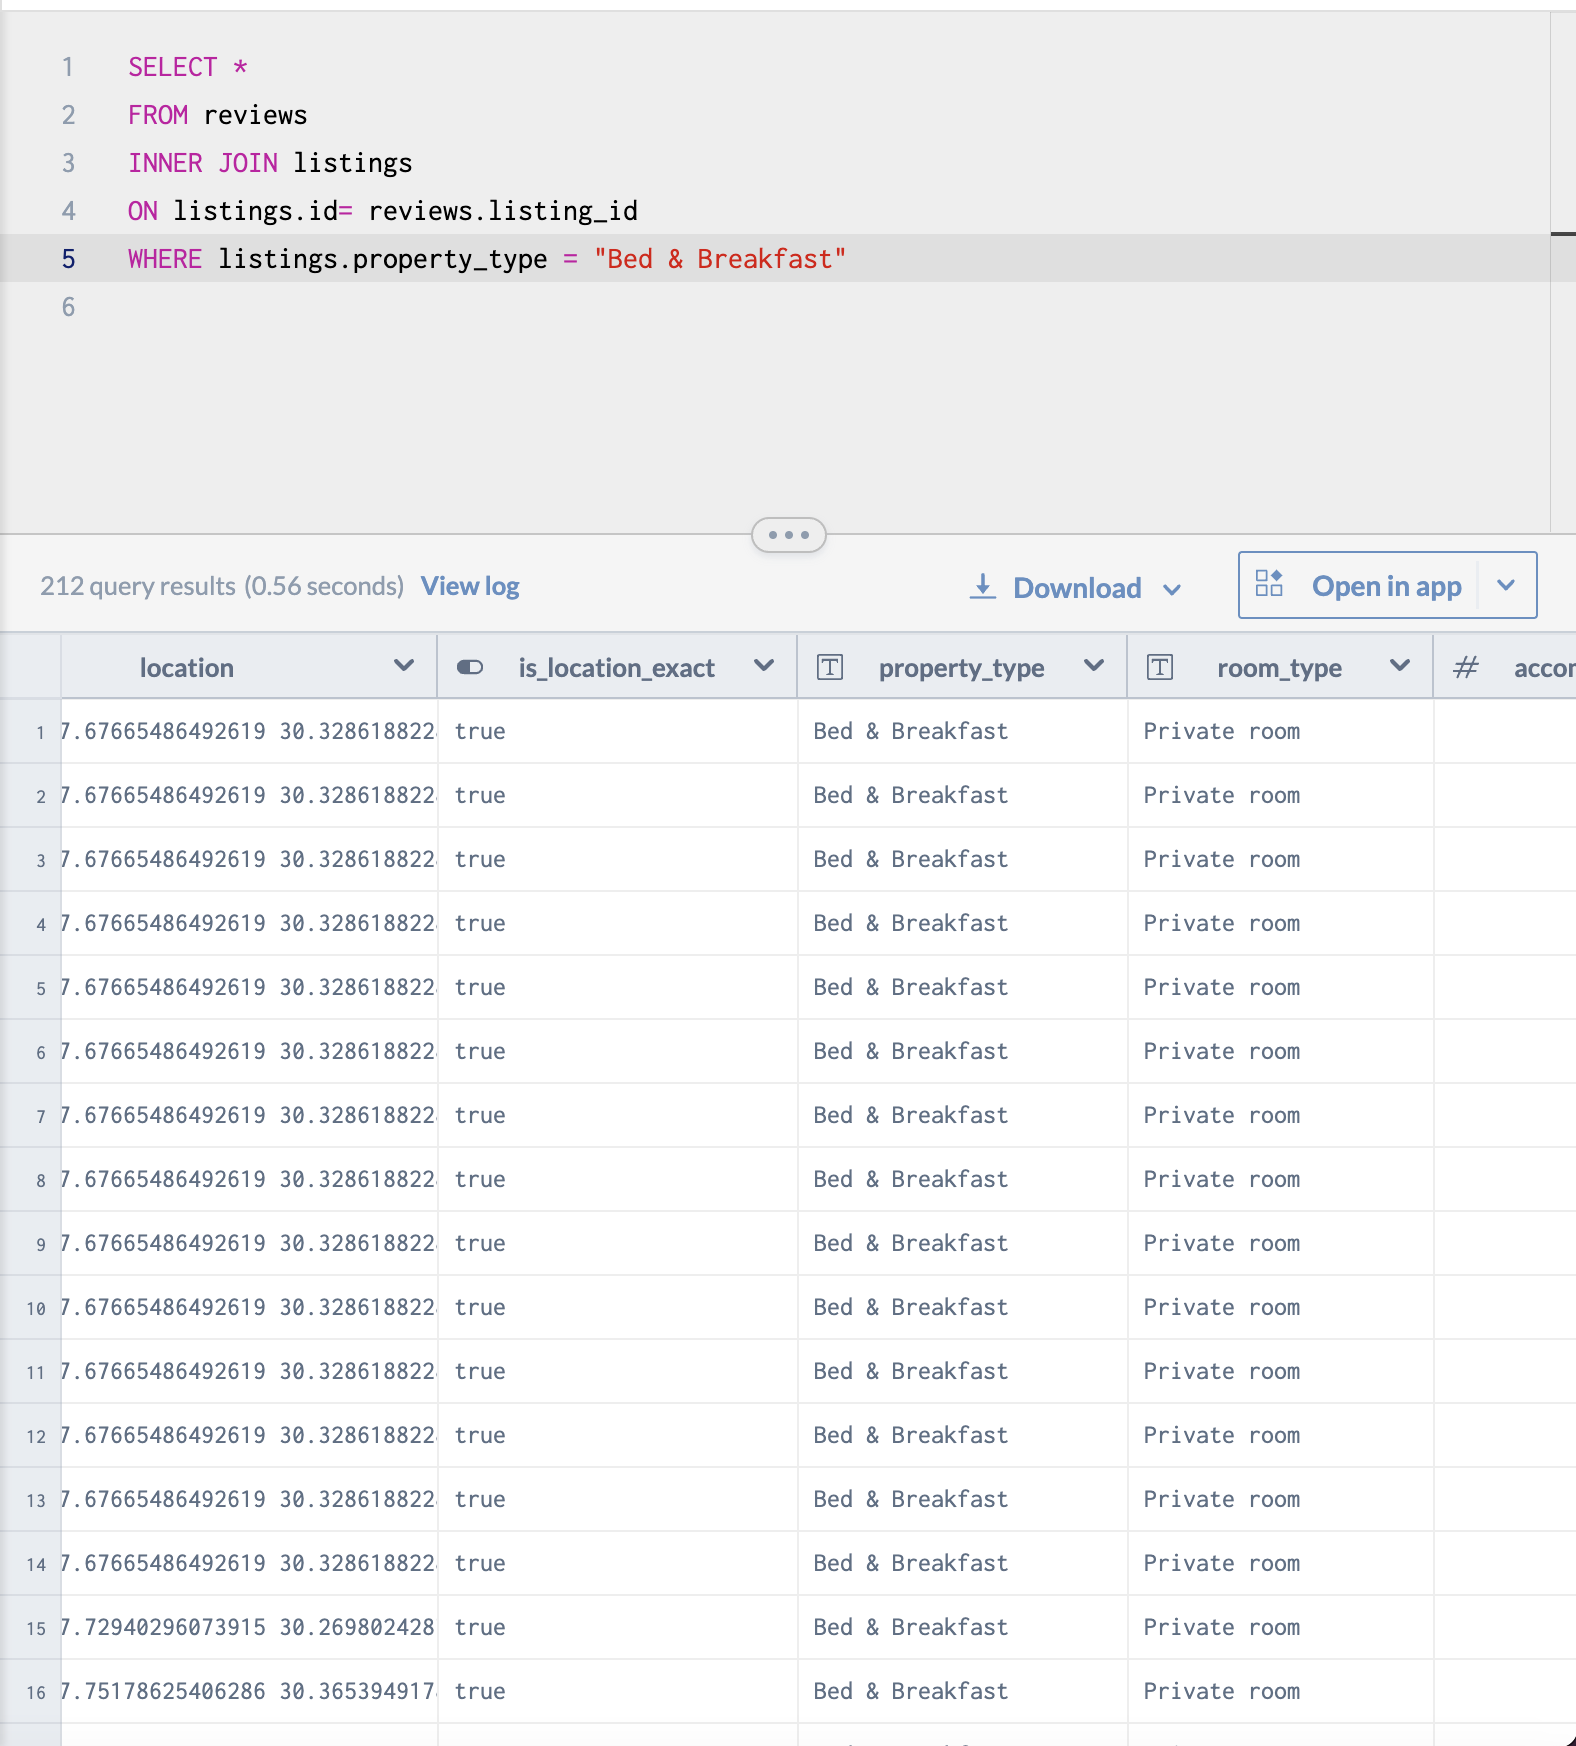 1 SELECT *
2 FROM reviews
3 INNER JOIN listings
4 ON listings.id= reviews.listing_id
5 WHERE listings.property_type = "Bed & Breakfast"
6
212 query results (0.56 seconds) View log Download Open in app
location is_location_exact property_type room_type # accor
1 7.67665486492619 30.328618822 true Bed & Breakfast Private room
2 7.67665486492619 30.328618822 true Bed & Breakfast Private room
3 7.67665486492619 30.328618822 true Bed & Breakfast Private room
4 7.67665486492619 30.328618822 true Bed & Breakfast Private room
5 7.67665486492619 30.328618822 true Bed & Breakfast Private room
6 7.67665486492619 30.328618822 true Bed & Breakfast Private room
7 7.67665486492619 30.328618822 true Bed & Breakfast Private room
8 7.67665486492619 30.328618822 true Bed & Breakfast Private room
9 7.67665486492619 30.328618822 true Bed & Breakfast Private room
10 7.67665486492619 30.328618822 true Bed & Breakfast Private room
11 7.67665486492619 30.328618822 true Bed & Breakfast Private room
12 7.67665486492619 30.328618822 true Bed & Breakfast Private room
13 7.67665486492619 30.328618822 true Bed & Breakfast Private room
14 7.67665486492619 30.328618822 true Bed & Breakfast Private room
15 7.72940296073915 30.269802428 true Bed & Breakfast Private room
16 7.75178625406286 30.365394917 true Bed & Breakfast Private room